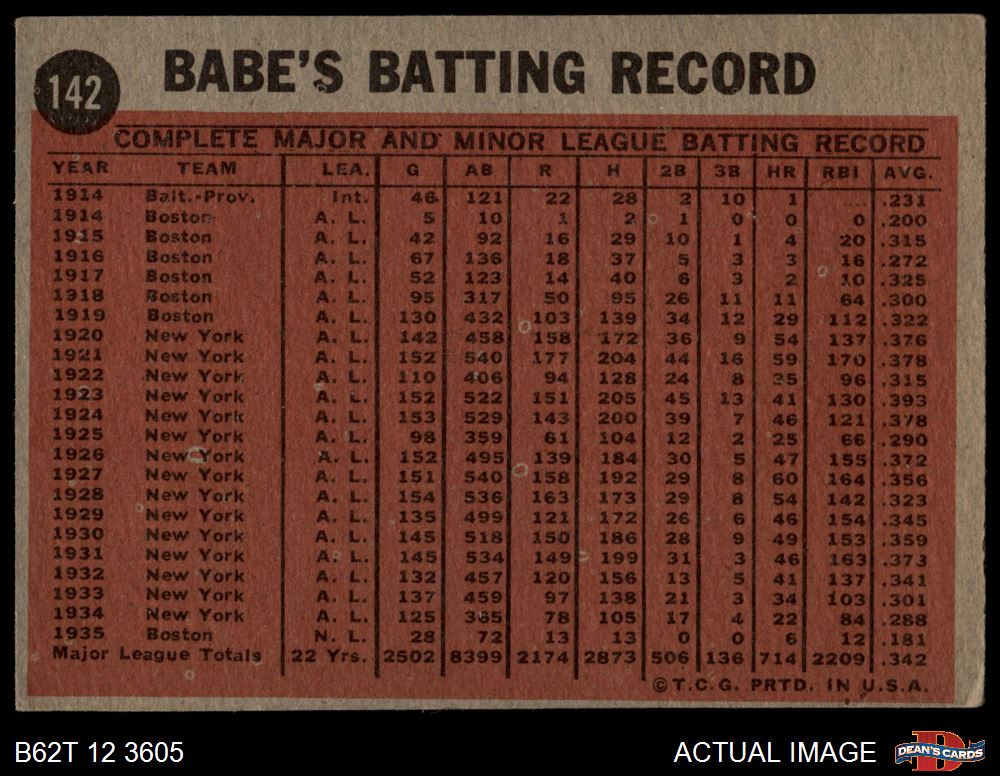 142
BABE'S BATTING RECORD
COMPLETE MAJOR AND MINOR LEAGUE BATTING RECORD
YEAR TEAM LEA. G AB R H 2B 3B HR RBI AVG.
1914 Balt.-Prov. Int. 46 121 22 28 2 10 1 .... .231
1914 Boston A. L. 5 10 1 2 1 0 0 0 .200
1915 Boston A. L. 42 92 16 29 10 1 4 20 .315
1916 Boston A. L. 67 136 18 37 5 3 3 16 .272
1917 Boston A. L. 52 123 14 40 6 3 2 10 .325
1918 Boston A. L. 95 317 50 95 26 11 11 64 .300
1919 Boston A. L. 130 432 103 139 34 12 29 112 .322
1920 New York A. L. 142 458 158 172 36 9 54 137 .376
1921 New York A. L. 152 540 177 204 44 16 59 170 .378
1922 New York A. L. 110 406 94 128 24 8 35 96 .315
1923 New York A. L. 152 522 151 205 45 13 41 130 .393
1924 New York A. L. 153 529 143 200 39 7 46 121 .378
1925 New York A. L. 98 359 61 104 12 2 25 66 .290
1926 New York A. L. 152 495 139 184 30 5 47 155 .372
1927 New York A. L. 151 540 158 192 29 8 60 164 .356
1928 New York A. L. 154 536 163 173 29 8 54 142 .323
1929 New York A. L. 135 499 121 172 26 6 46 154 .345
1930 New York A. L. 145 518 150 186 28 9 49 153 .359
1931 New York A. L. 145 534 149 199 31 3 46 163 .373
1932 New York A. L. 132 457 120 156 13 5 41 137 .341
1933 New York A. L. 137 459 97 138 21 3 34 103 .301
1934 New York A. L. 125 365 78 105 17 4 22 84 .288
1935 Boston N. L. 28 72 13 13 0 0 6 12 .181
Major League Totals 22 Yrs. 2502 8399 2174 2873 506 136 714 2209 .342
©T.C.G. PRTD. IN U.S.A.
B62T 12 3605
ACTUAL IMAGE
DEAN'S CARDS